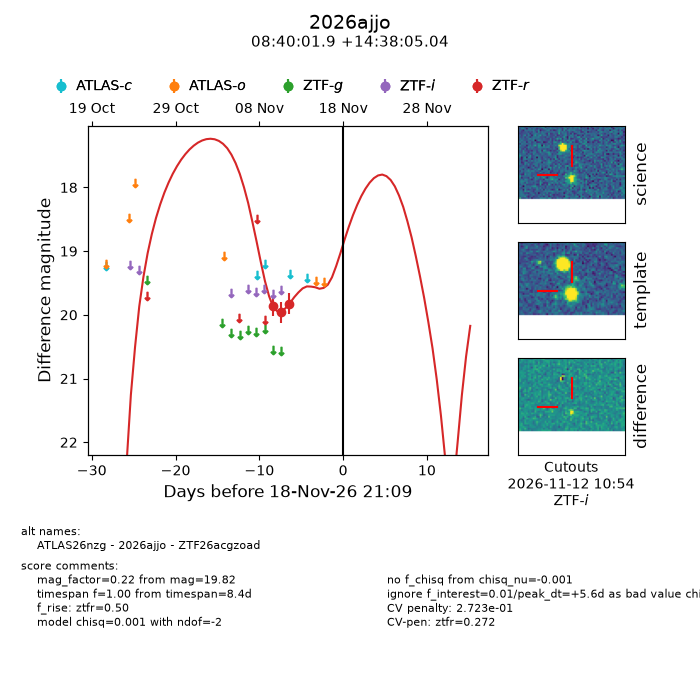 2026ajjo
08:40:01.9 +14:38:05.04
ATLAS-c
ATLAS-o
ZTF-g
ZTF-i
ZTF-r
19 Oct
29 Oct
08 Nov
18 Nov
28 Nov
18
19
20
21
22
Difference magnitude
−30
−20
−10
0
10
Days before 18-Nov-26 21:09
science
template
difference
Cutouts
2026-11-12 10:54
ZTF-i
alt names:
ATLAS26nzg - 2026ajjo - ZTF26acgzoad
score comments:
mag_factor=0.22 from mag=19.82
timespan f=1.00 from timespan=8.4d
f_rise: ztfr=0.50
model chisq=0.001 with ndof=-2
no f_chisq from chisq_nu=-0.001
ignore f_interest=0.01/peak_dt=+5.6d as bad value chi
CV penalty: 2.723e-01
CV-pen: ztfr=0.272